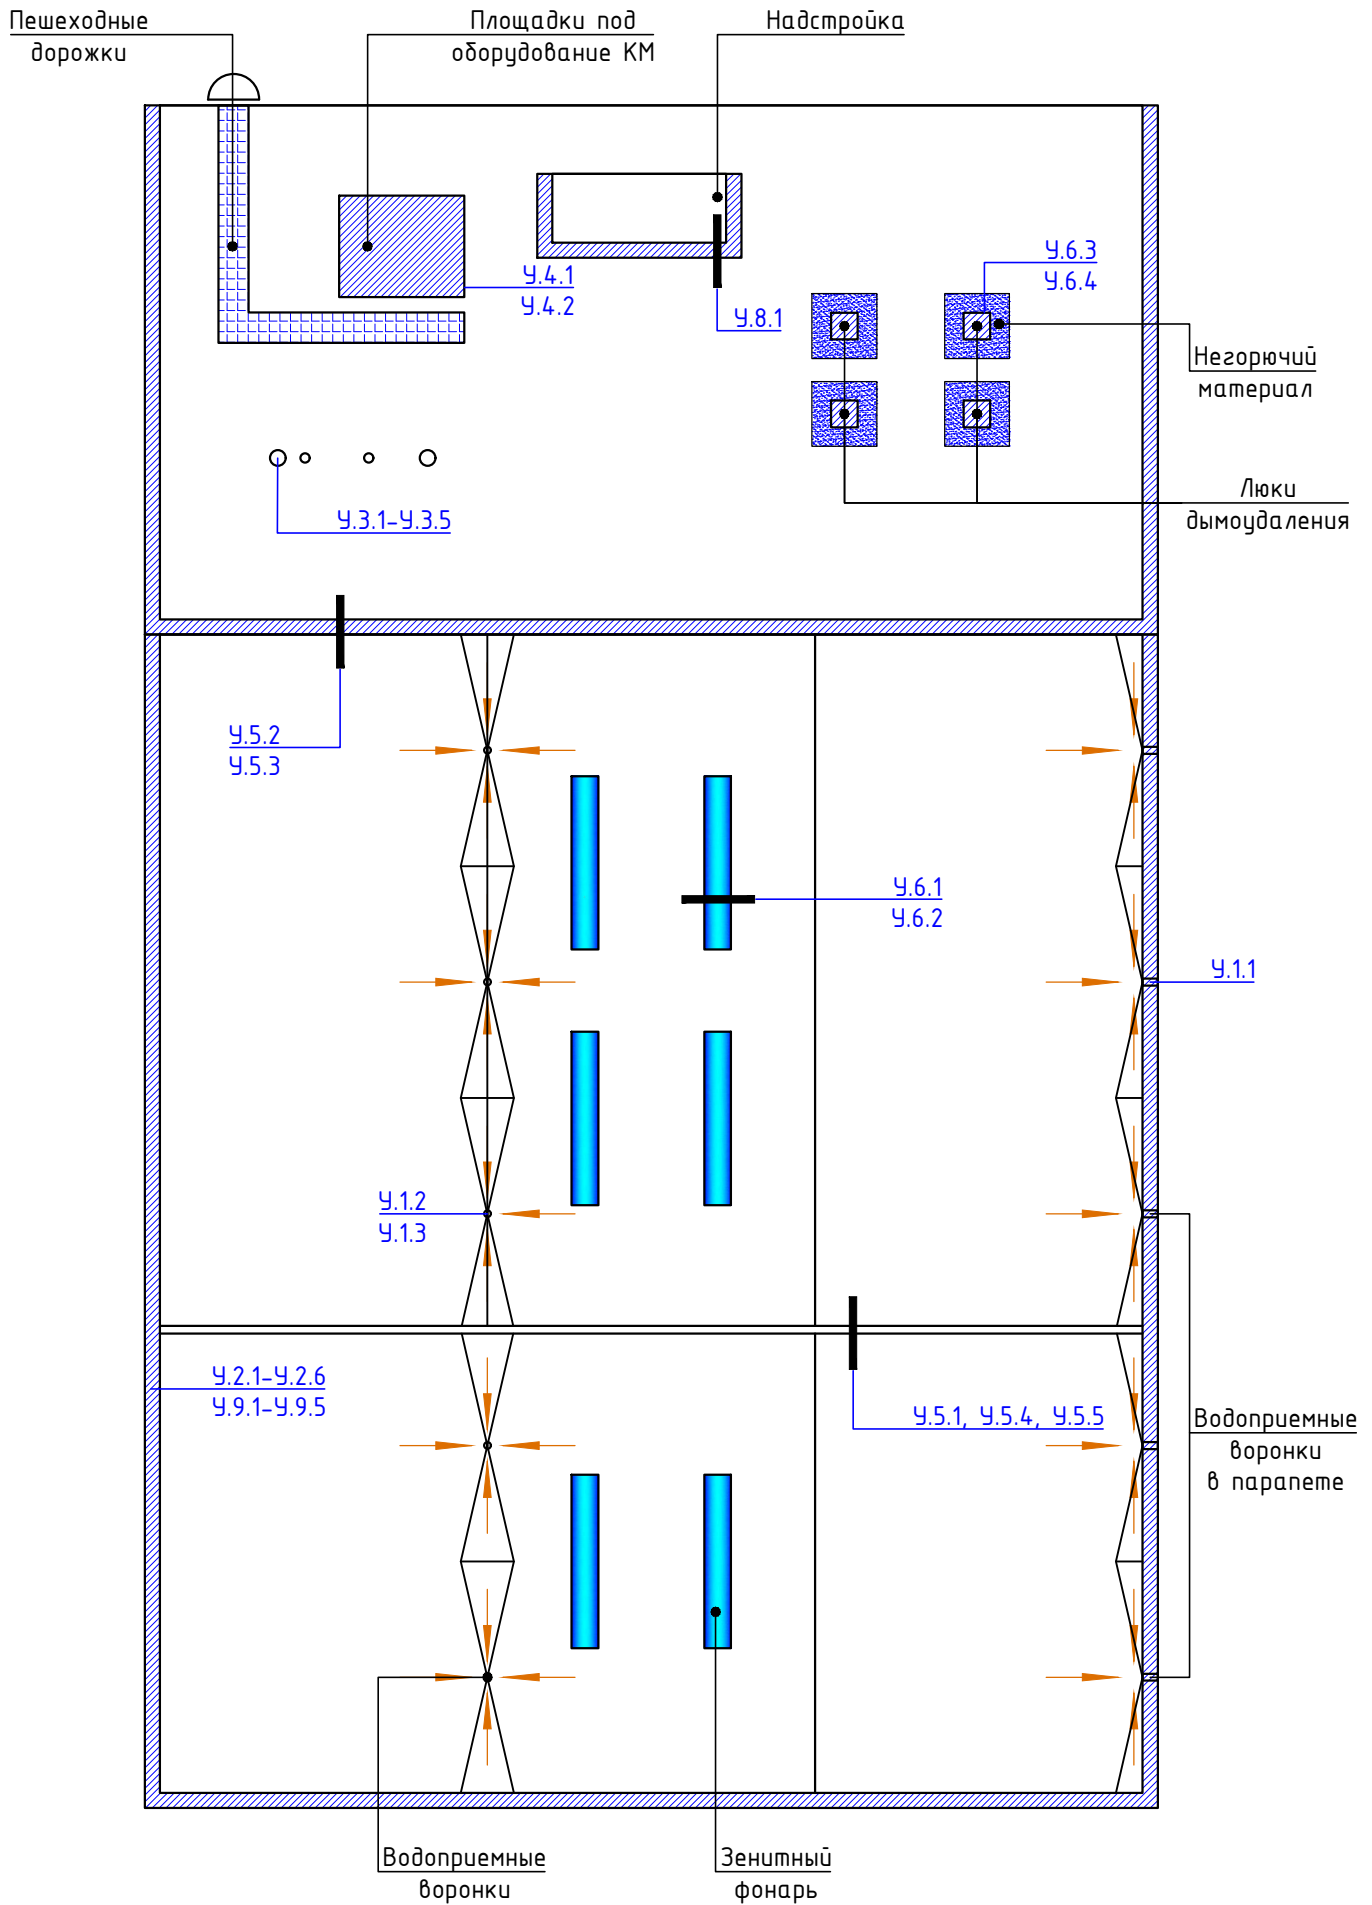 Пешеходные
дорожки
Площадки под
оборудование КМ
Надстройка
У.4.1
У.4.2
У.8.1
У.6.3
У.6.4
Негорючий
материал
Люки
дымоудаления
У.3.1-У.3.5
У.5.2
У.5.3
У.6.1
У.6.2
У.1.1
У.1.2
У.1.3
У.2.1-У.2.6
У.9.1-У.9.5
У.5.1, У.5.4, У.5.5
Водоприемные
воронки
в парапете
Водоприемные
воронки
Зенитный
фонарь